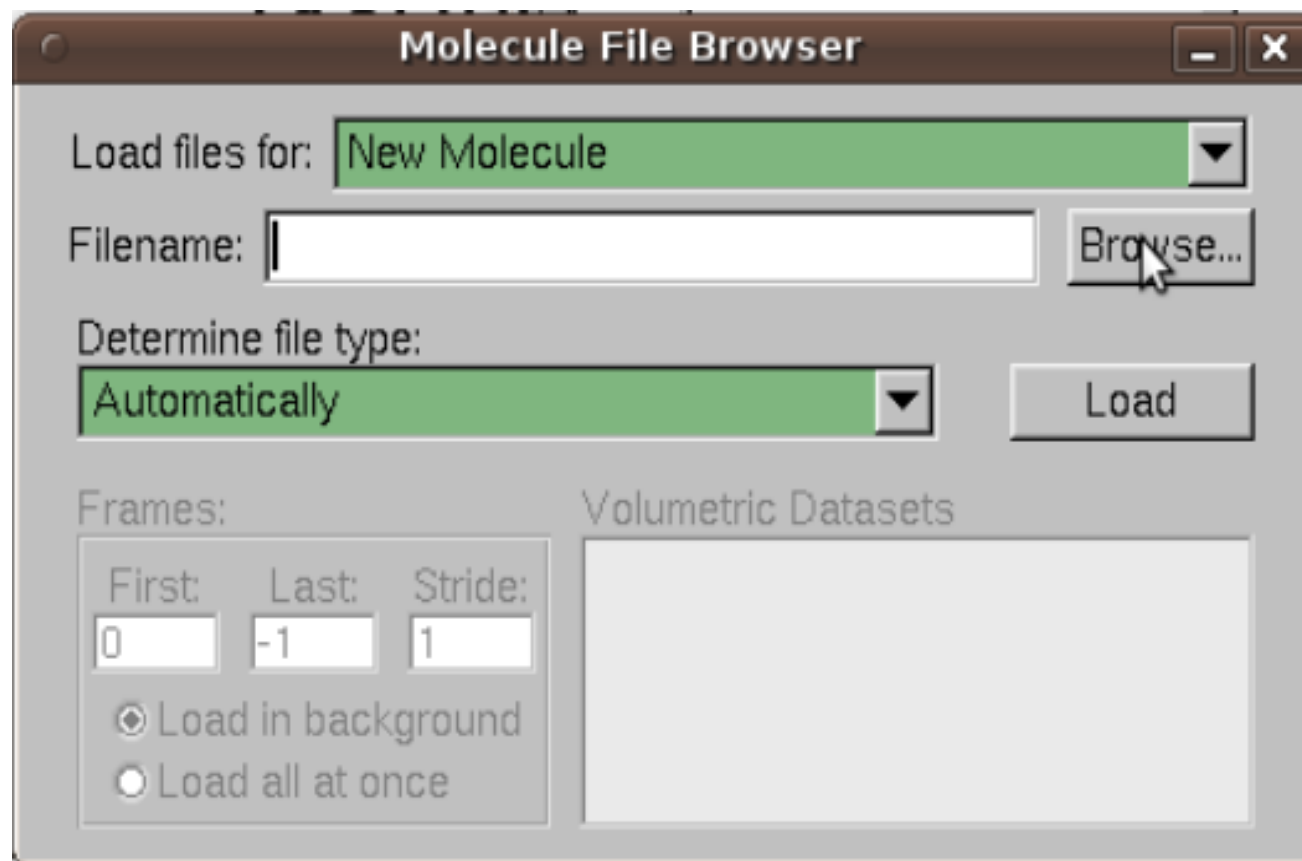 Molecule File Browser
Load files for: New Molecule
Filename: Browse...
Determine file type:
Automatically Load
Frames: Volumetric Datasets
First: Last: Stride:
0 -1 1
Load in background
Load all at once